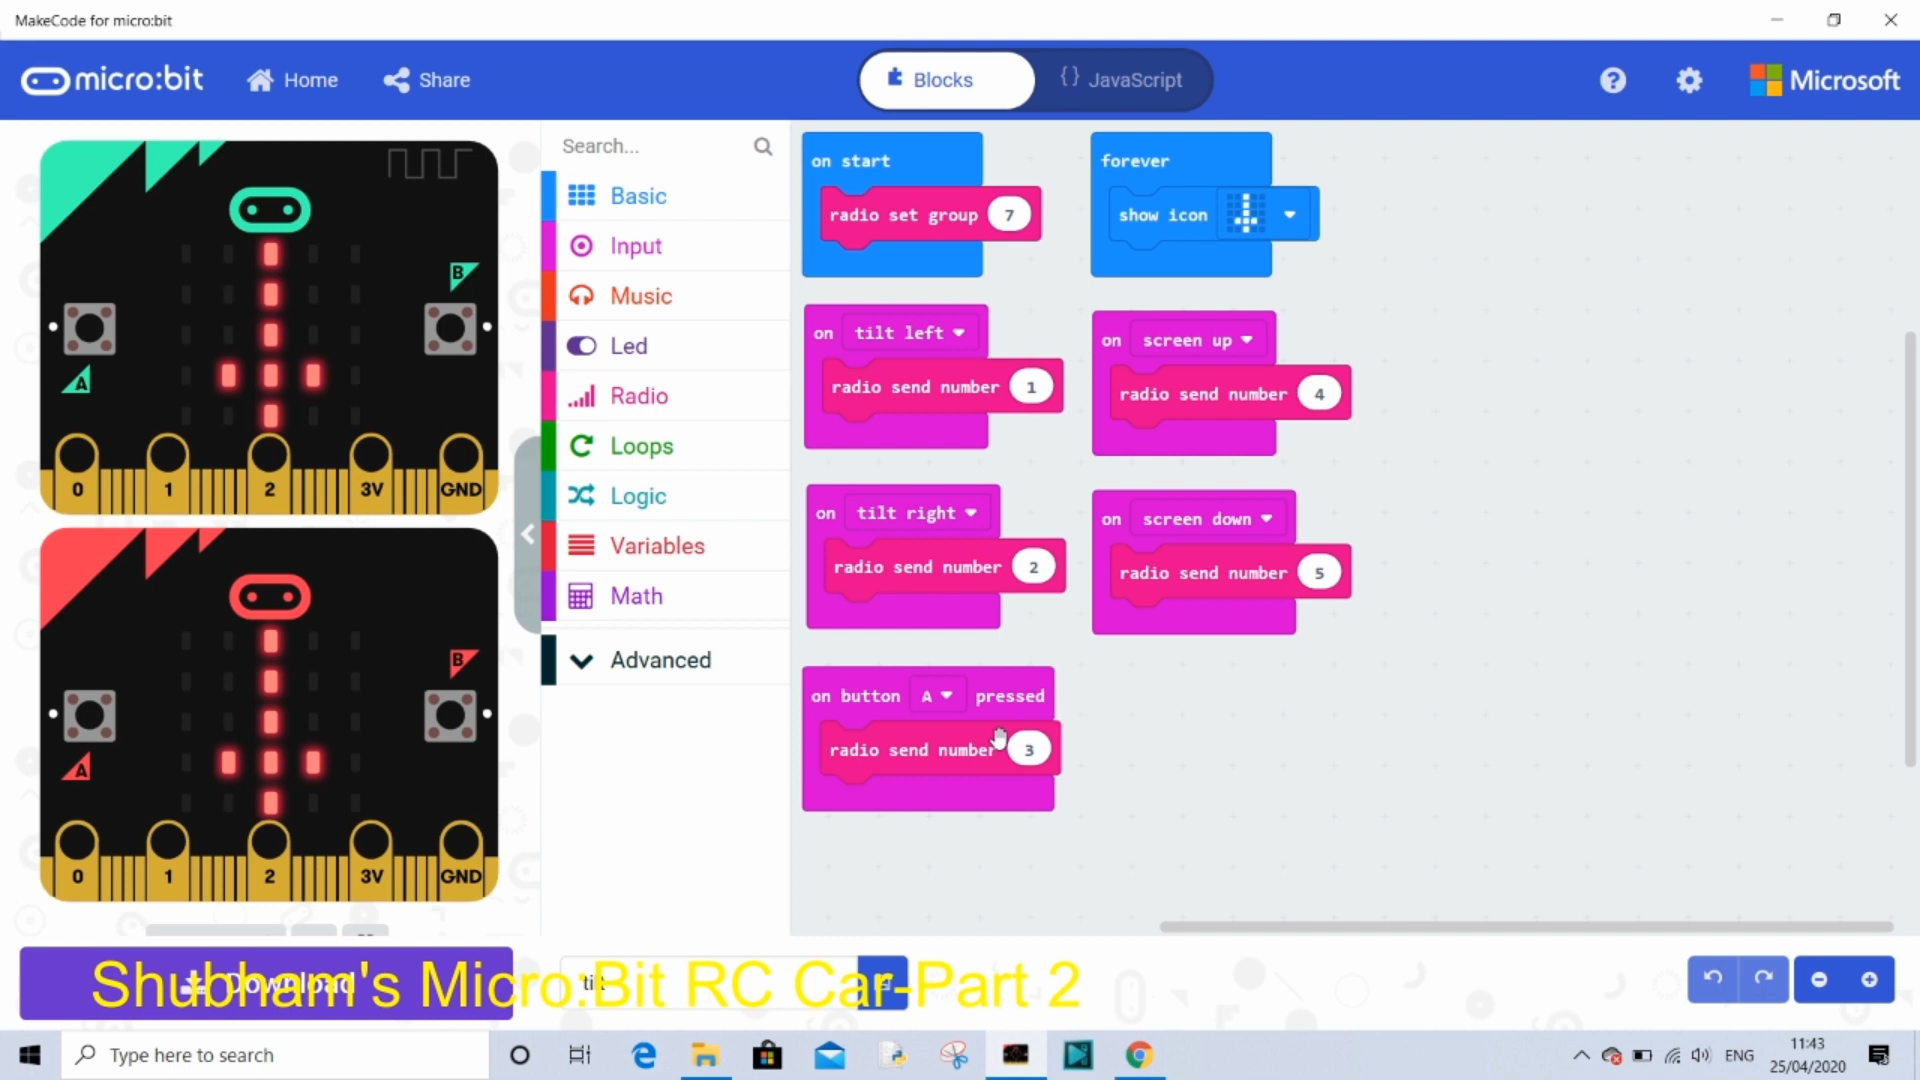 MakeCode for micro:bit
micro:bit
Home
Share
Blocks
{} JavaScript
?
Microsoft
B
A
0 1 2 3V GND
B
A
0 1 2 3V GND
Search...
Basic
Input
Music
Led
Radio
Loops
Logic
Variables
Math
Advanced
on start
radio set group 7
forever
show icon
on tilt left
radio send number 1
on screen up
radio send number 4
on tilt right
radio send number 2
on screen down
radio send number 5
on button A pressed
radio send number 3
Download
Shubham's Micro:Bit RC Car-Part 2
Type here to search
ENG
11:43
25/04/2020